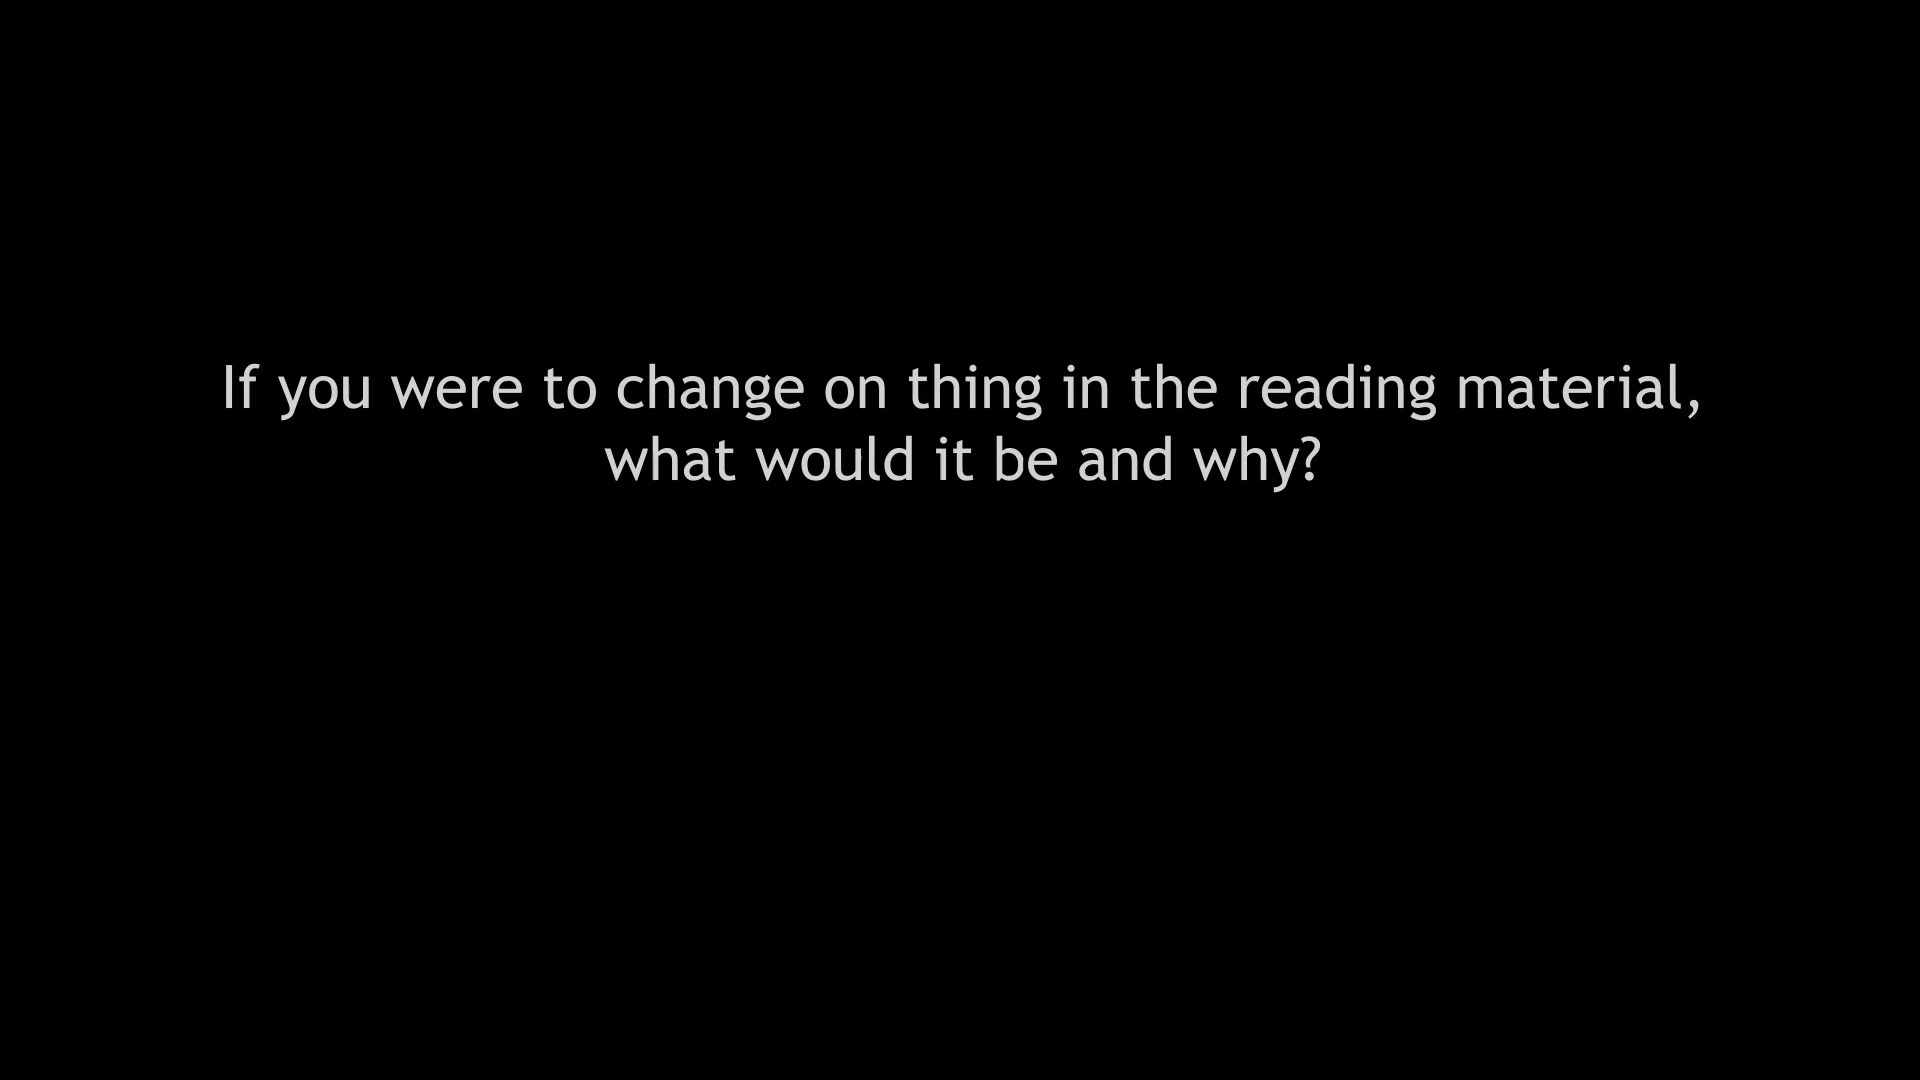 If you were to change on thing in the reading material,
what would it be and why?